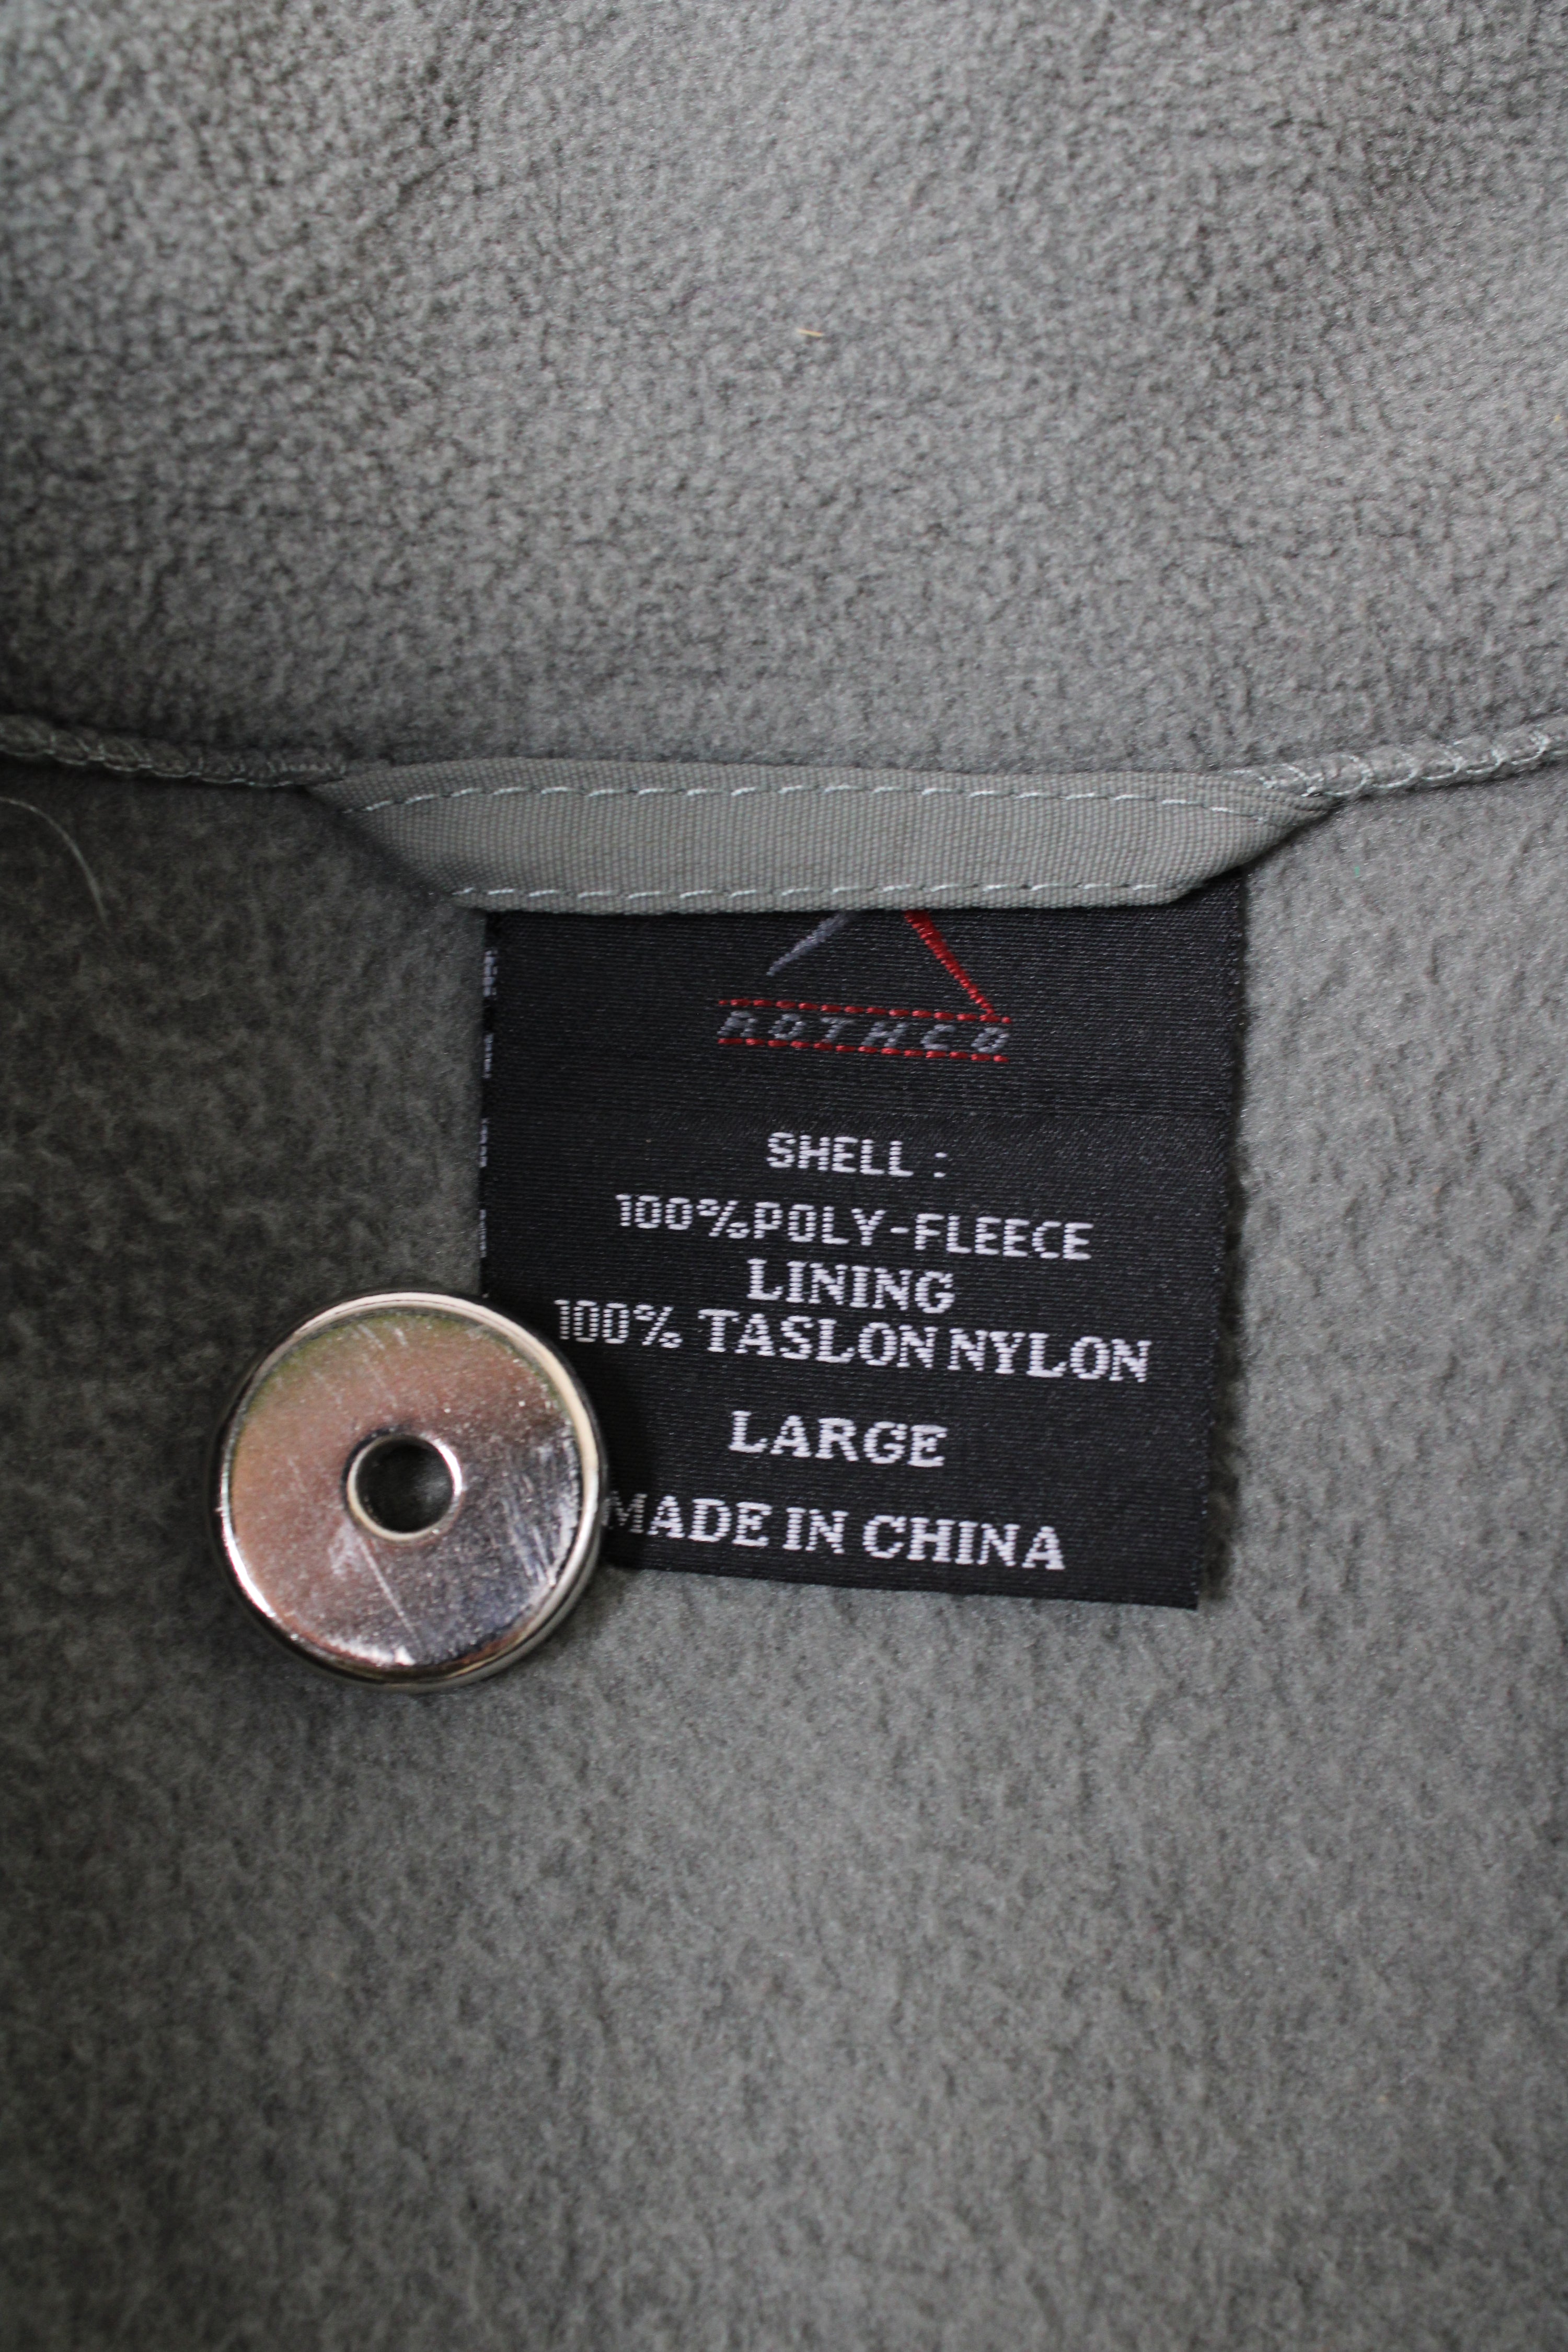 ROTHCO
SHELL :
100%POLY-FLEECE
LINING
100% TASLON NYLON
LARGE
MADE IN CHINA